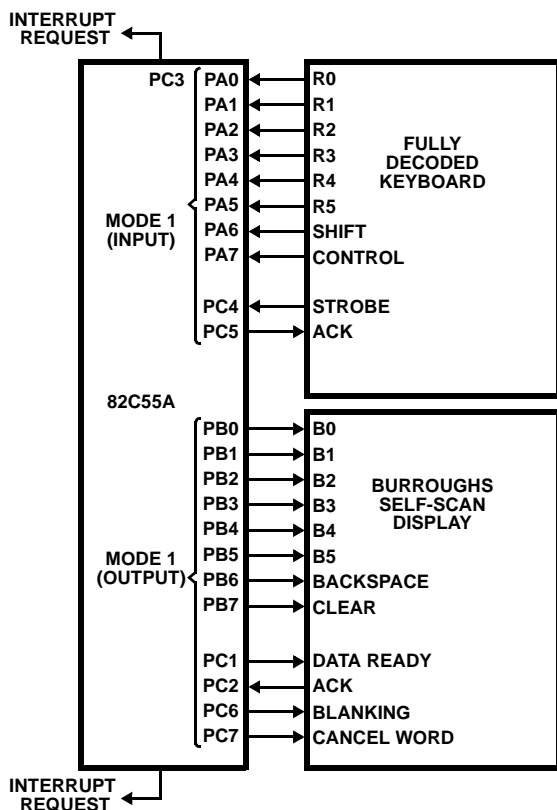 INTERRUPT
REQUEST
PC3 PA0 R0
PA1 R1
PA2 R2
PA3 R3
PA4 R4
PA5 R5
PA6 SHIFT
PA7 CONTROL
MODE 1
(INPUT)
FULLY
DECODED
KEYBOARD
PC4 STROBE
PC5 ACK
82C55A
PB0 B0
PB1 B1
PB2 B2
PB3 B3
PB4 B4
PB5 B5
PB6 BACKSPACE
PB7 CLEAR
MODE 1
(OUTPUT)
BURROUGHS
SELF-SCAN
DISPLAY
PC1 DATA READY
PC2 ACK
PC6 BLANKING
PC7 CANCEL WORD
INTERRUPT
REQUEST